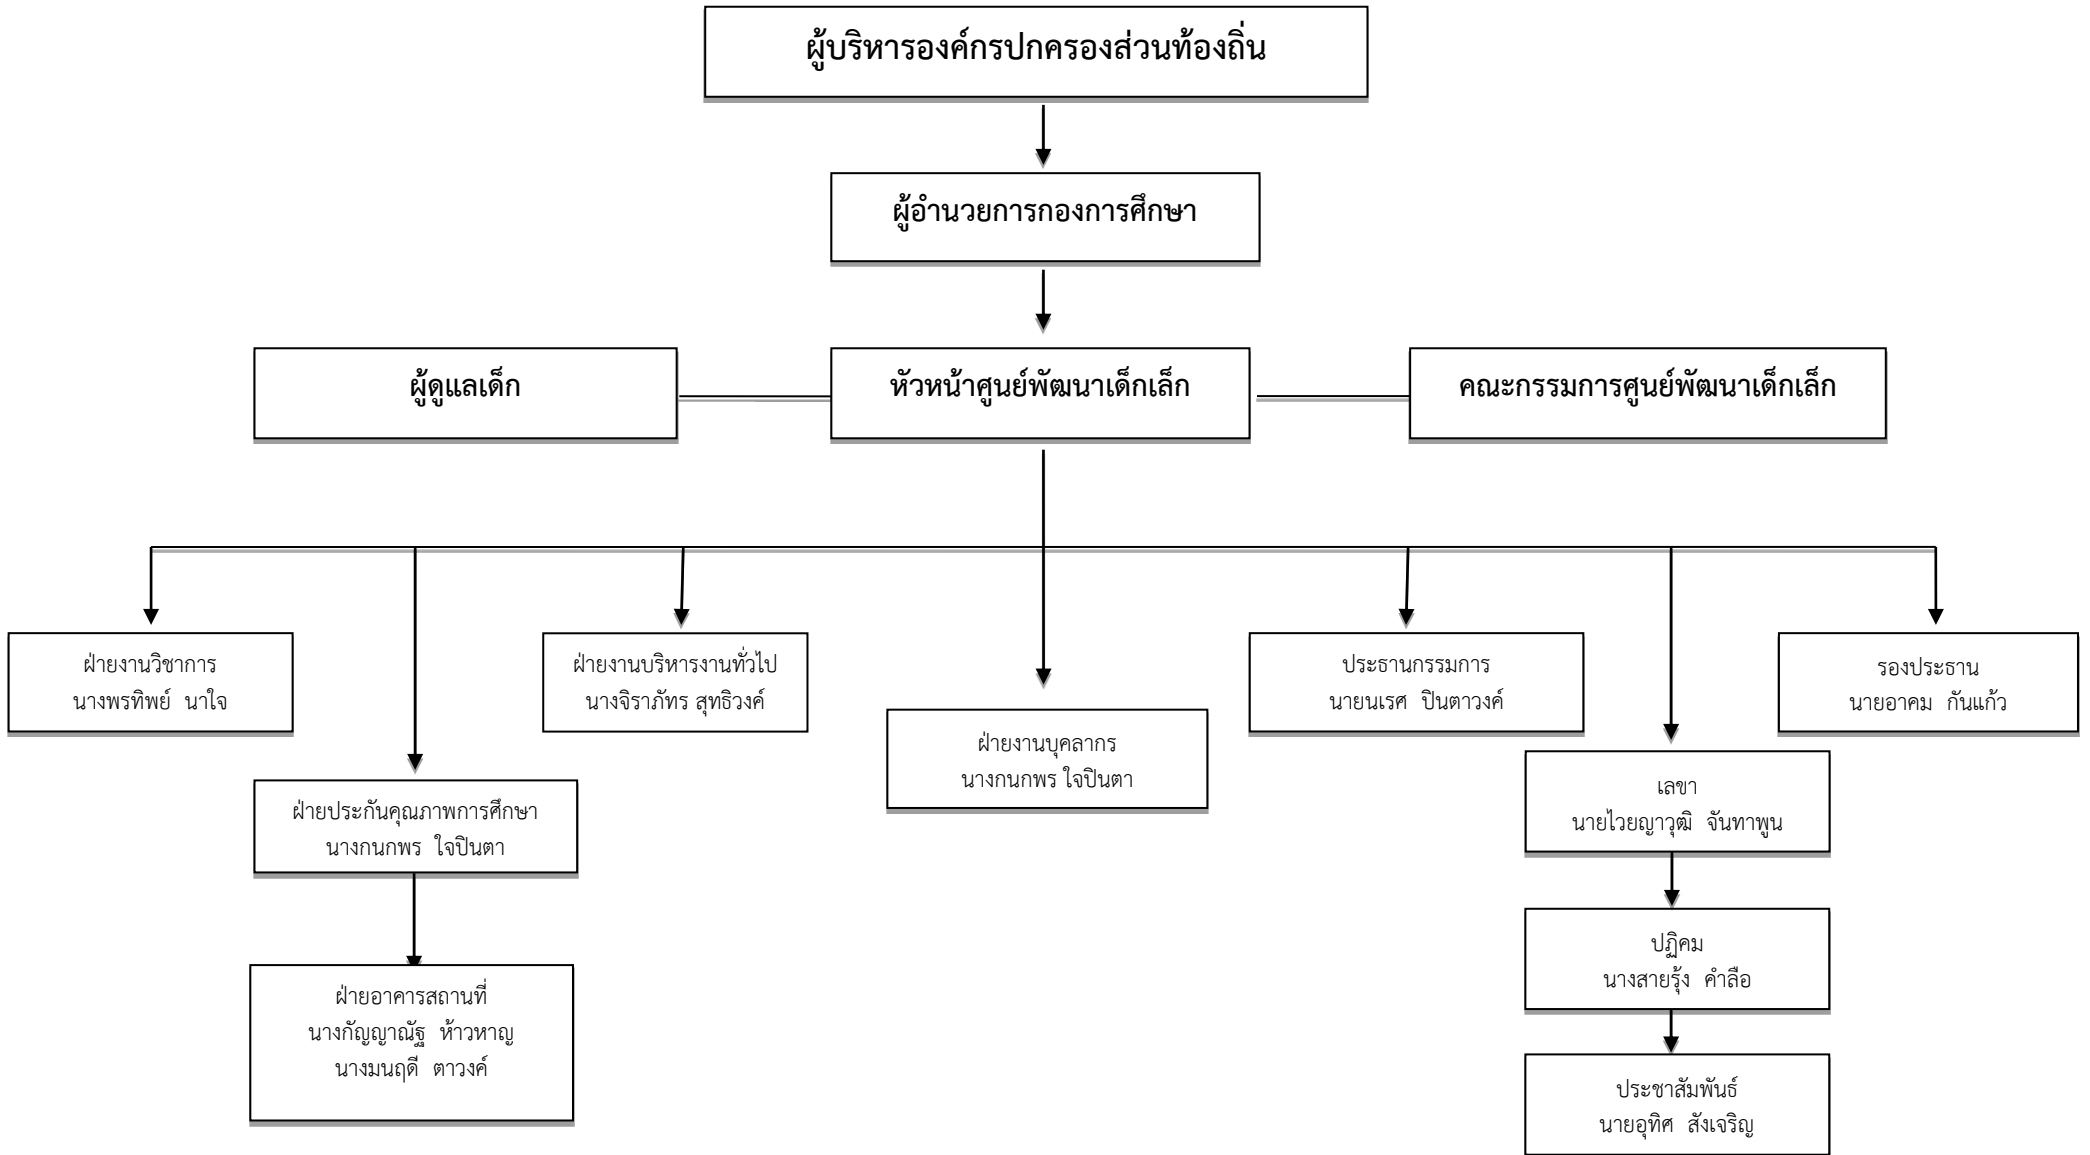 ผู้บริหารองค์กรปกครองส่วนท้องถิ่น
ผู้อำนวยการกองการศึกษา
ผู้ดูแลเด็ก
หัวหน้าศูนย์พัฒนาเด็กเล็ก
คณะกรรมการศูนย์พัฒนาเด็กเล็ก
ฝ่ายงานวิชาการ
นางพรทิพย์ นาใจ
ฝ่ายงานบริหารงานทั่วไป
นางจิราภัทร สุทธิวงค์
ฝ่ายงานบุคลากร
นางกนกพร ใจปินตา
ประธานกรรมการ
นายนเรศ ปินตาวงค์
รองประธาน
นายอาคม กันแก้ว
ฝ่ายประกันคุณภาพการศึกษา
นางกนกพร ใจปินตา
เลขา
นายไวยญาวุฒิ จันทาพูน
ฝ่ายอาคารสถานที่
นางกัญญาณัฐ ห้าวหาญ
นางมนฤดี ตาวงค์
ปฏิคม
นางสายรุ้ง คำลือ
ประชาสัมพันธ์
นายอุทิศ สังเจริญ